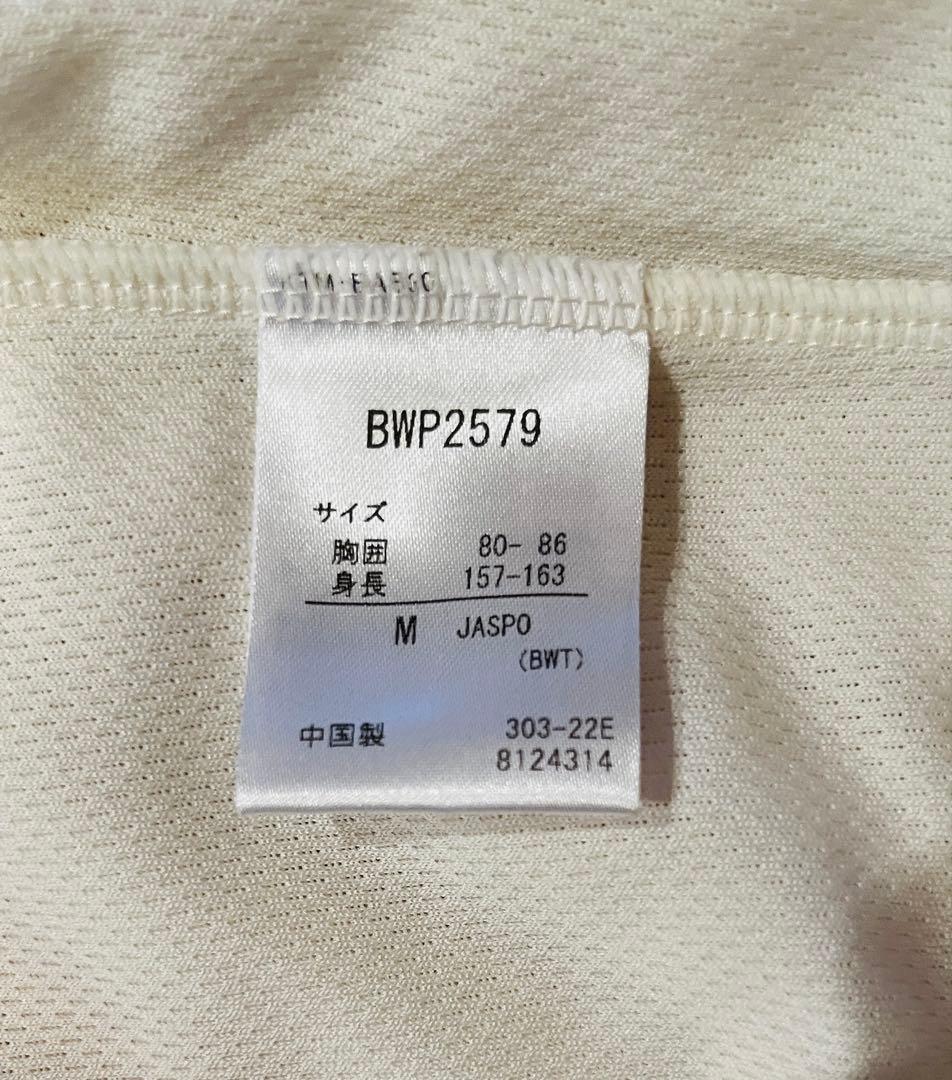 BWP2579
サイズ
胸囲 80- 86
身長 157-163
M JASPO
(BWT)
中国製 303-22E
8124314